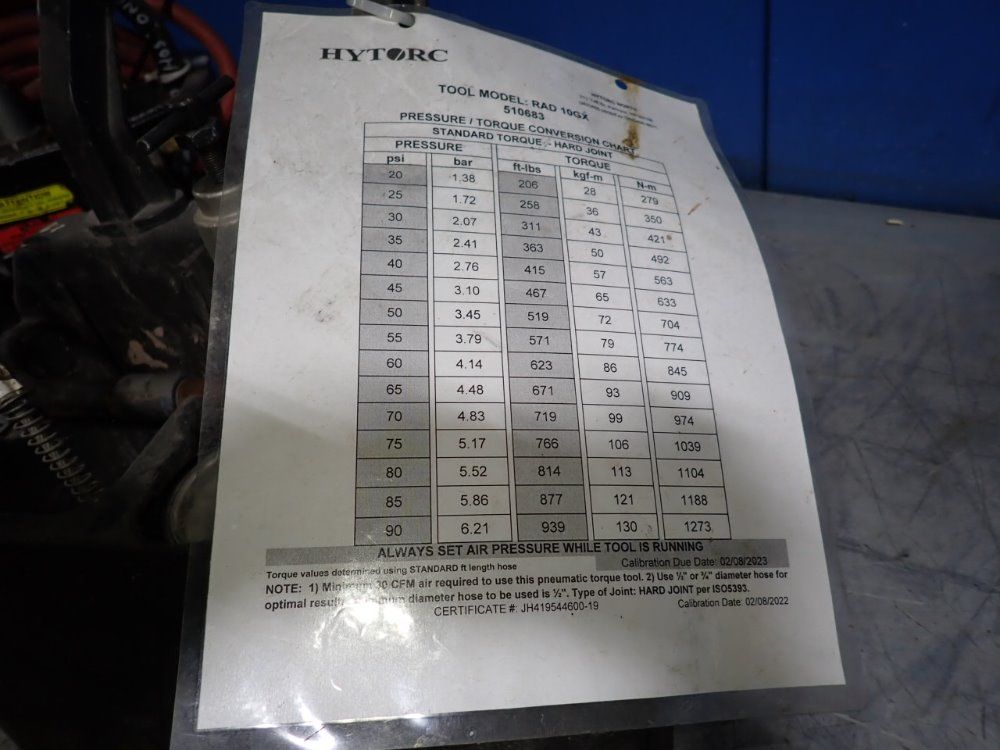 HYTORC
HYTORC NORTH
TOOL MODEL: RAD 10GX
510683
PRESSURE / TORQUE CONVERSION CHART
STANDARD TORQUE - HARD JOINT
PRESSURE TORQUE
psi bar ft-lbs kgf-m N-m
20 1.38 206 28 279
25 1.72 258 36 350
30 2.07 311 43 421
35 2.41 363 50 492
40 2.76 415 57 563
45 3.10 467 65 633
50 3.45 519 72 704
55 3.79 571 79 774
60 4.14 623 86 845
65 4.48 671 93 909
70 4.83 719 99 974
75 5.17 766 106 1039
80 5.52 814 113 1104
85 5.86 877 121 1188
90 6.21 939 130 1273
ALWAYS SET AIR PRESSURE WHILE TOOL IS RUNNING
Torque values determined using STANDARD ft length hose Calibration Due Date: 02/08/2023
NOTE: 1) CFM air required to use this pneumatic torque tool. 2) Use ½" or ¾" diameter hose for
optimal diameter hose to be used is ½". Type of Joint: HARD JOINT per ISO5393.
CERTIFICATE #: JH419544600-19 Calibration Date: 02/08/2022